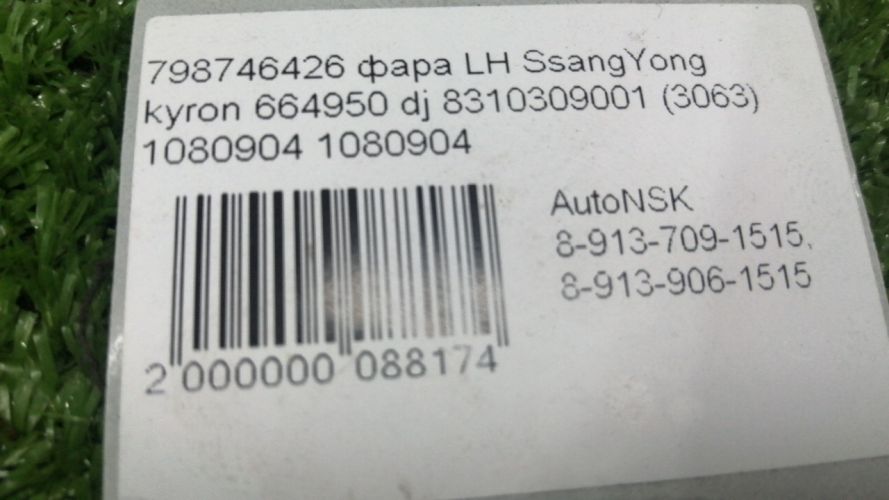 798746426 фара LH SsangYong
kyron 664950 dj 8310309001 (3063)
1080904 1080904
AutoNSK
8-913-709-1515,
8-913-906-1515
2 000000 088174